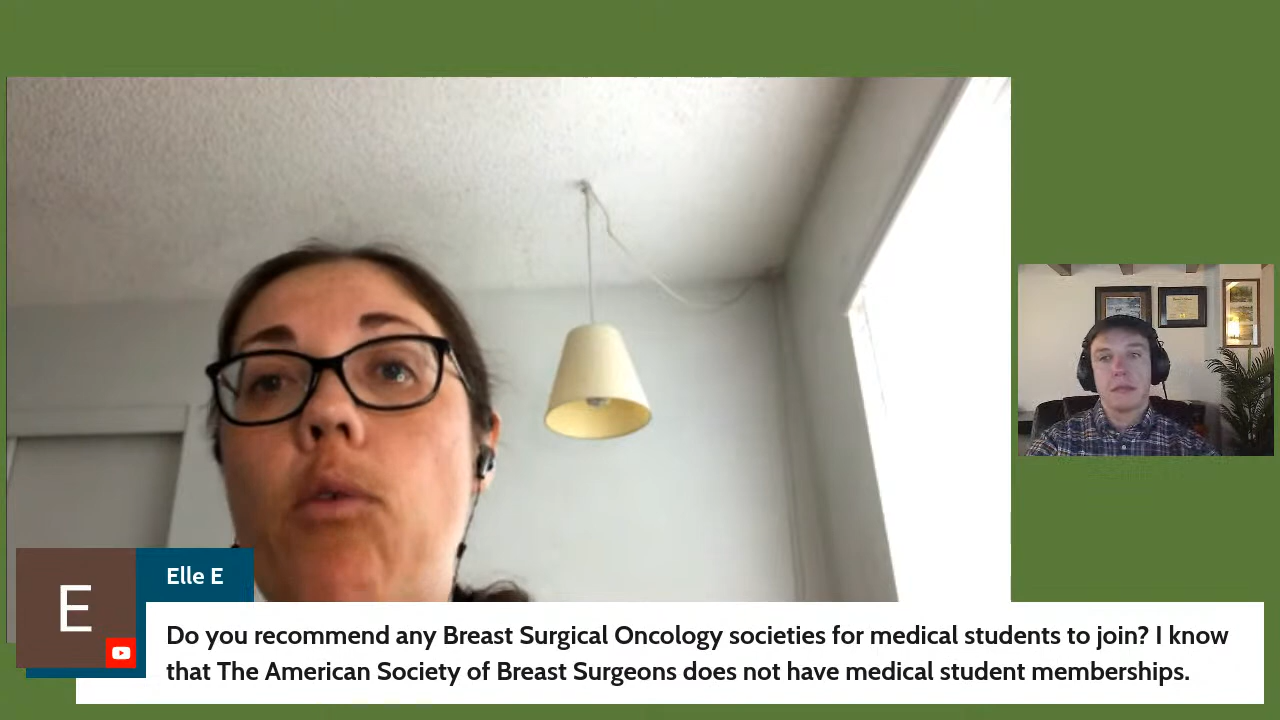 E
Elle E
Do you recommend any Breast Surgical Oncology societies for medical students to join? I know
that The American Society of Breast Surgeons does not have medical student memberships.